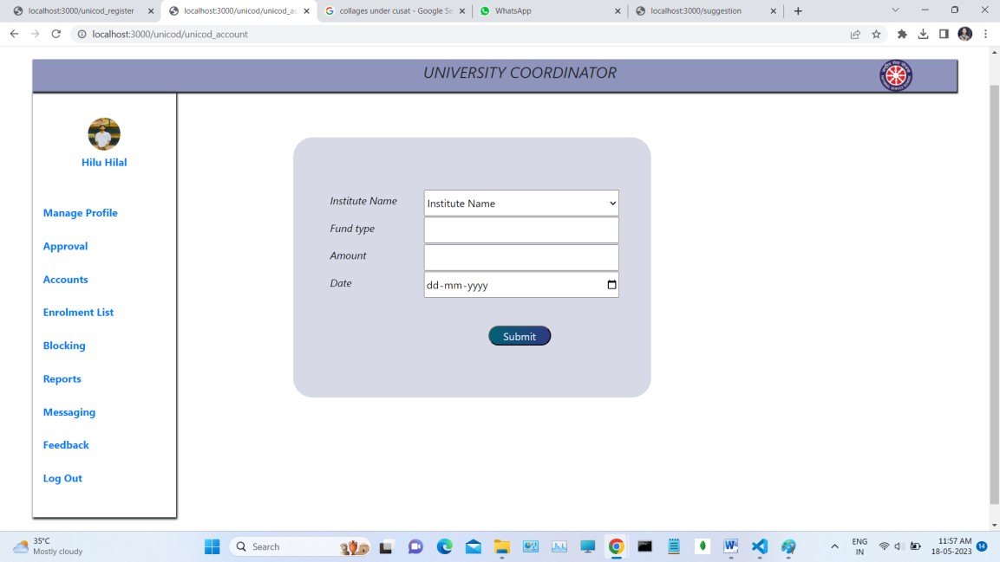 localhost:3000/unicod_register
localhost:3000/unicod/unicod_ac
collages under cusat - Google Se
WhatsApp
localhost:3000/suggestion
localhost:3000/unicod/unicod_account
UNIVERSITY COORDINATOR
Hilu Hilal
Manage Profile
Approval
Accounts
Enrolment List
Blocking
Reports
Messaging
Feedback
Log Out
Institute Name
Institute Name
Fund type
Amount
Date
dd-mm-yyyy
Submit
35°C
Mostly cloudy
Search
ENG
IN
11:57 AM
18-05-2023
14